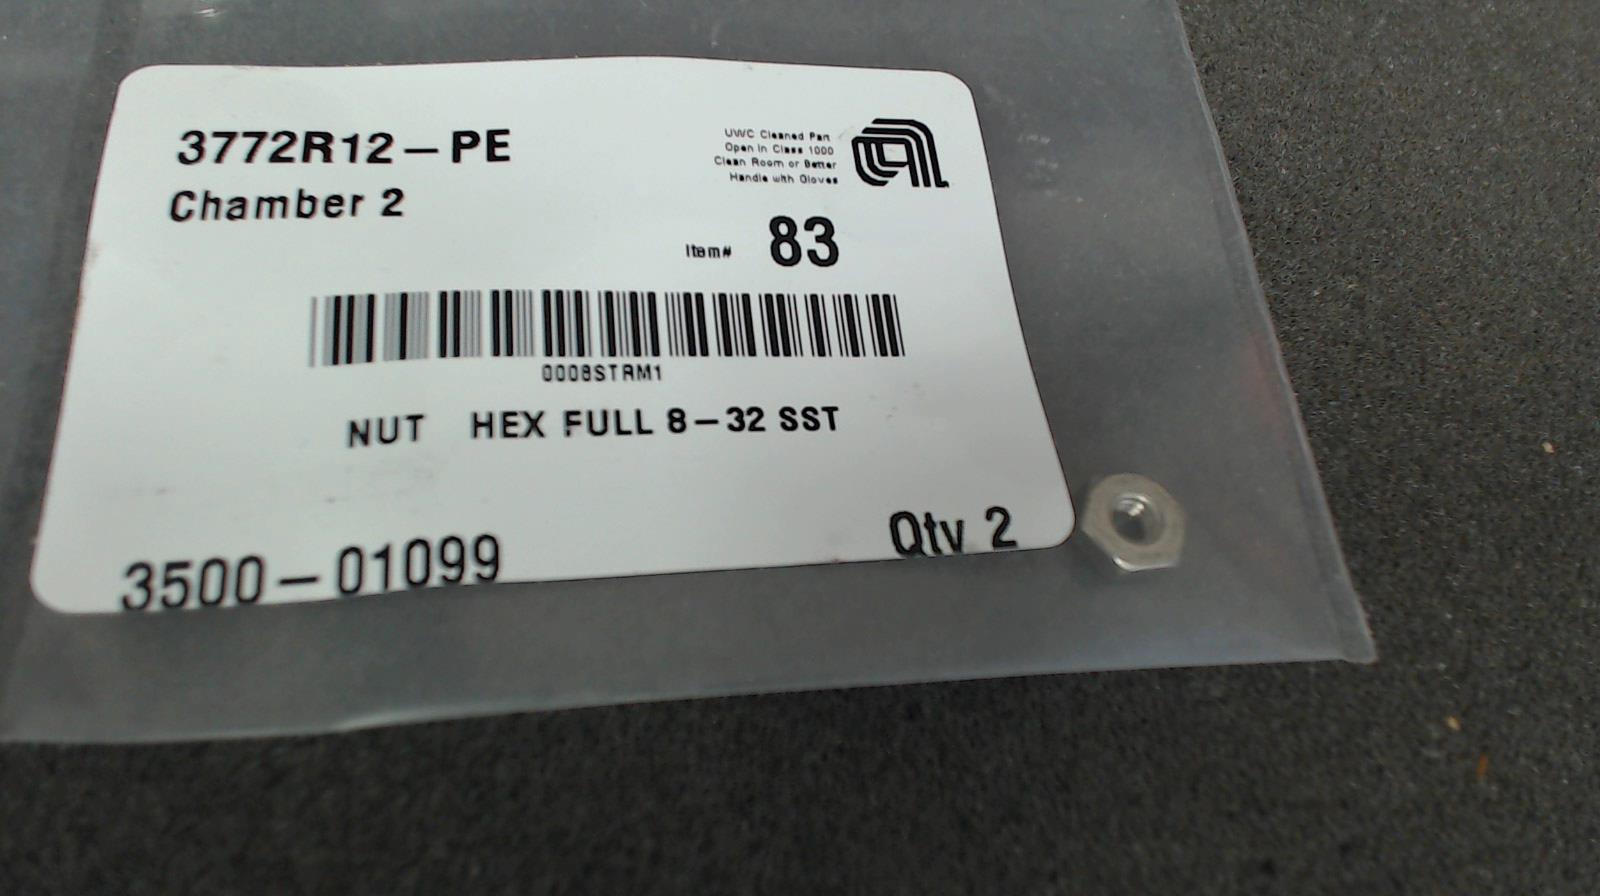 3772R12-PE
UWC Cleaned Part
Open in Class 1000
Clean Room or Better
Handle with Gloves
Chamber 2
Item# 83
0008STRM1
NUT HEX FULL 8-32 SST
3500-01099 Qty 2